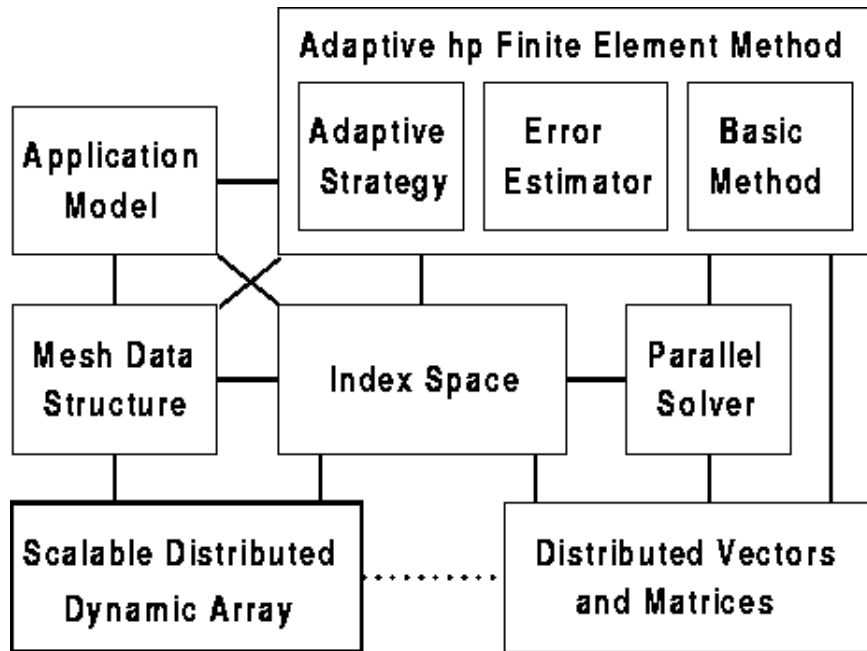 Adaptive hp Finite Element Method
Application
Model
Adaptive
Strategy
Error
Estimator
Basic
Method
Mesh Data
Structure
Index Space
Parallel
Solver
Scalable Distributed
Dynamic Array
Distributed Vectors
and Matrices